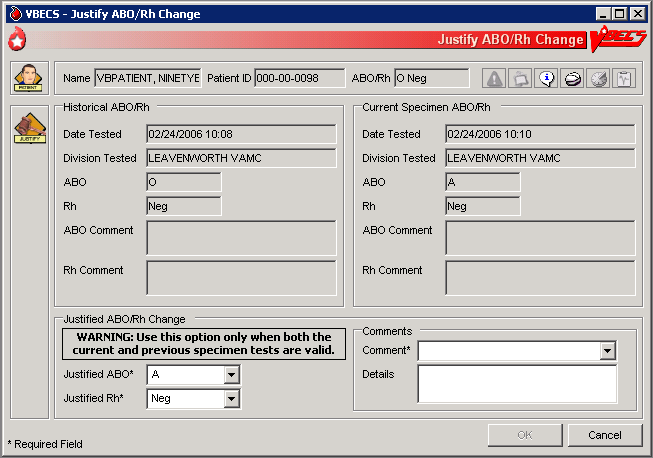 VBECS - Justify ABO/Rh Change
Justify ABO/Rh Change VBECS
PATIENT
Name VBPATIENT, NINETYE Patient ID 000-00-0098 ABO/Rh O Neg
JUSTIFY
Historical ABO/Rh
Date Tested 02/24/2006 10:08
Division Tested LEAVENWORTH VAMC
ABO O
Rh Neg
ABO Comment
Rh Comment
Current Specimen ABO/Rh
Date Tested 02/24/2006 10:10
Division Tested LEAVENWORTH VAMC
ABO A
Rh Neg
ABO Comment
Rh Comment
Justified ABO/Rh Change
WARNING: Use this option only when both the
current and previous specimen tests are valid.
Justified ABO* A
Justified Rh* Neg
Comments
Comment*
Details
* Required Field
OK Cancel